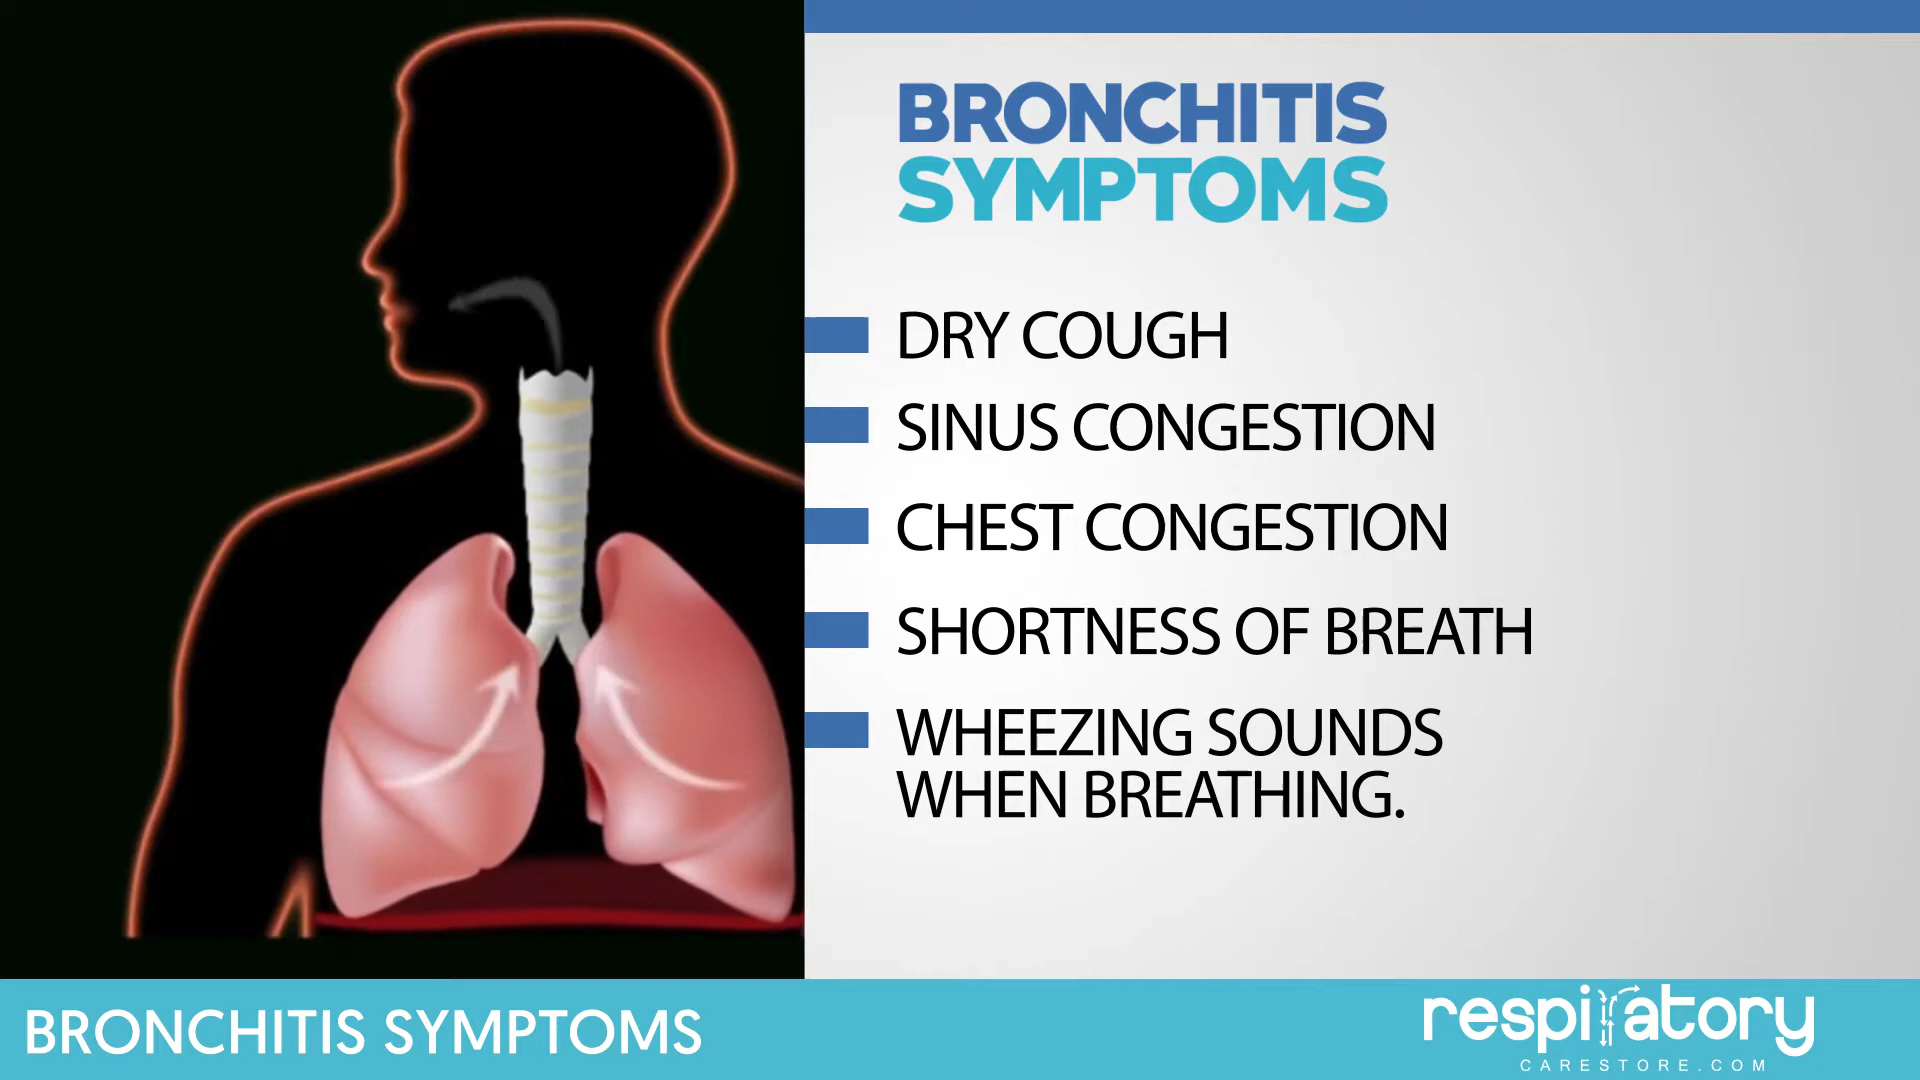 BRONCHITIS
SYMPTOMS
DRY COUGH
SINUS CONGESTION
CHEST CONGESTION
SHORTNESS OF BREATH
WHEEZING SOUNDS
WHEN BREATHING.
BRONCHITIS SYMPTOMS
respiratory
CARESTORE.COM